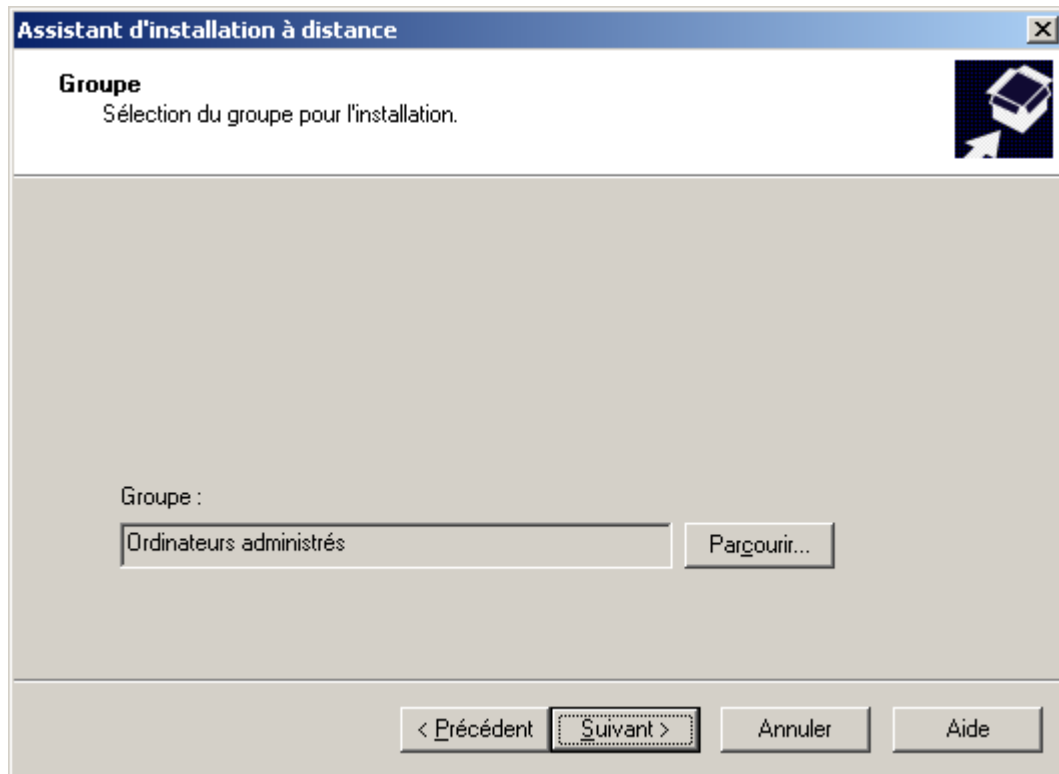 Assistant d'installation à distance
Groupe
Sélection du groupe pour l'installation.
Groupe :
Ordinateurs administrés
Parcourir...
< Précédent
Suivant >
Annuler
Aide